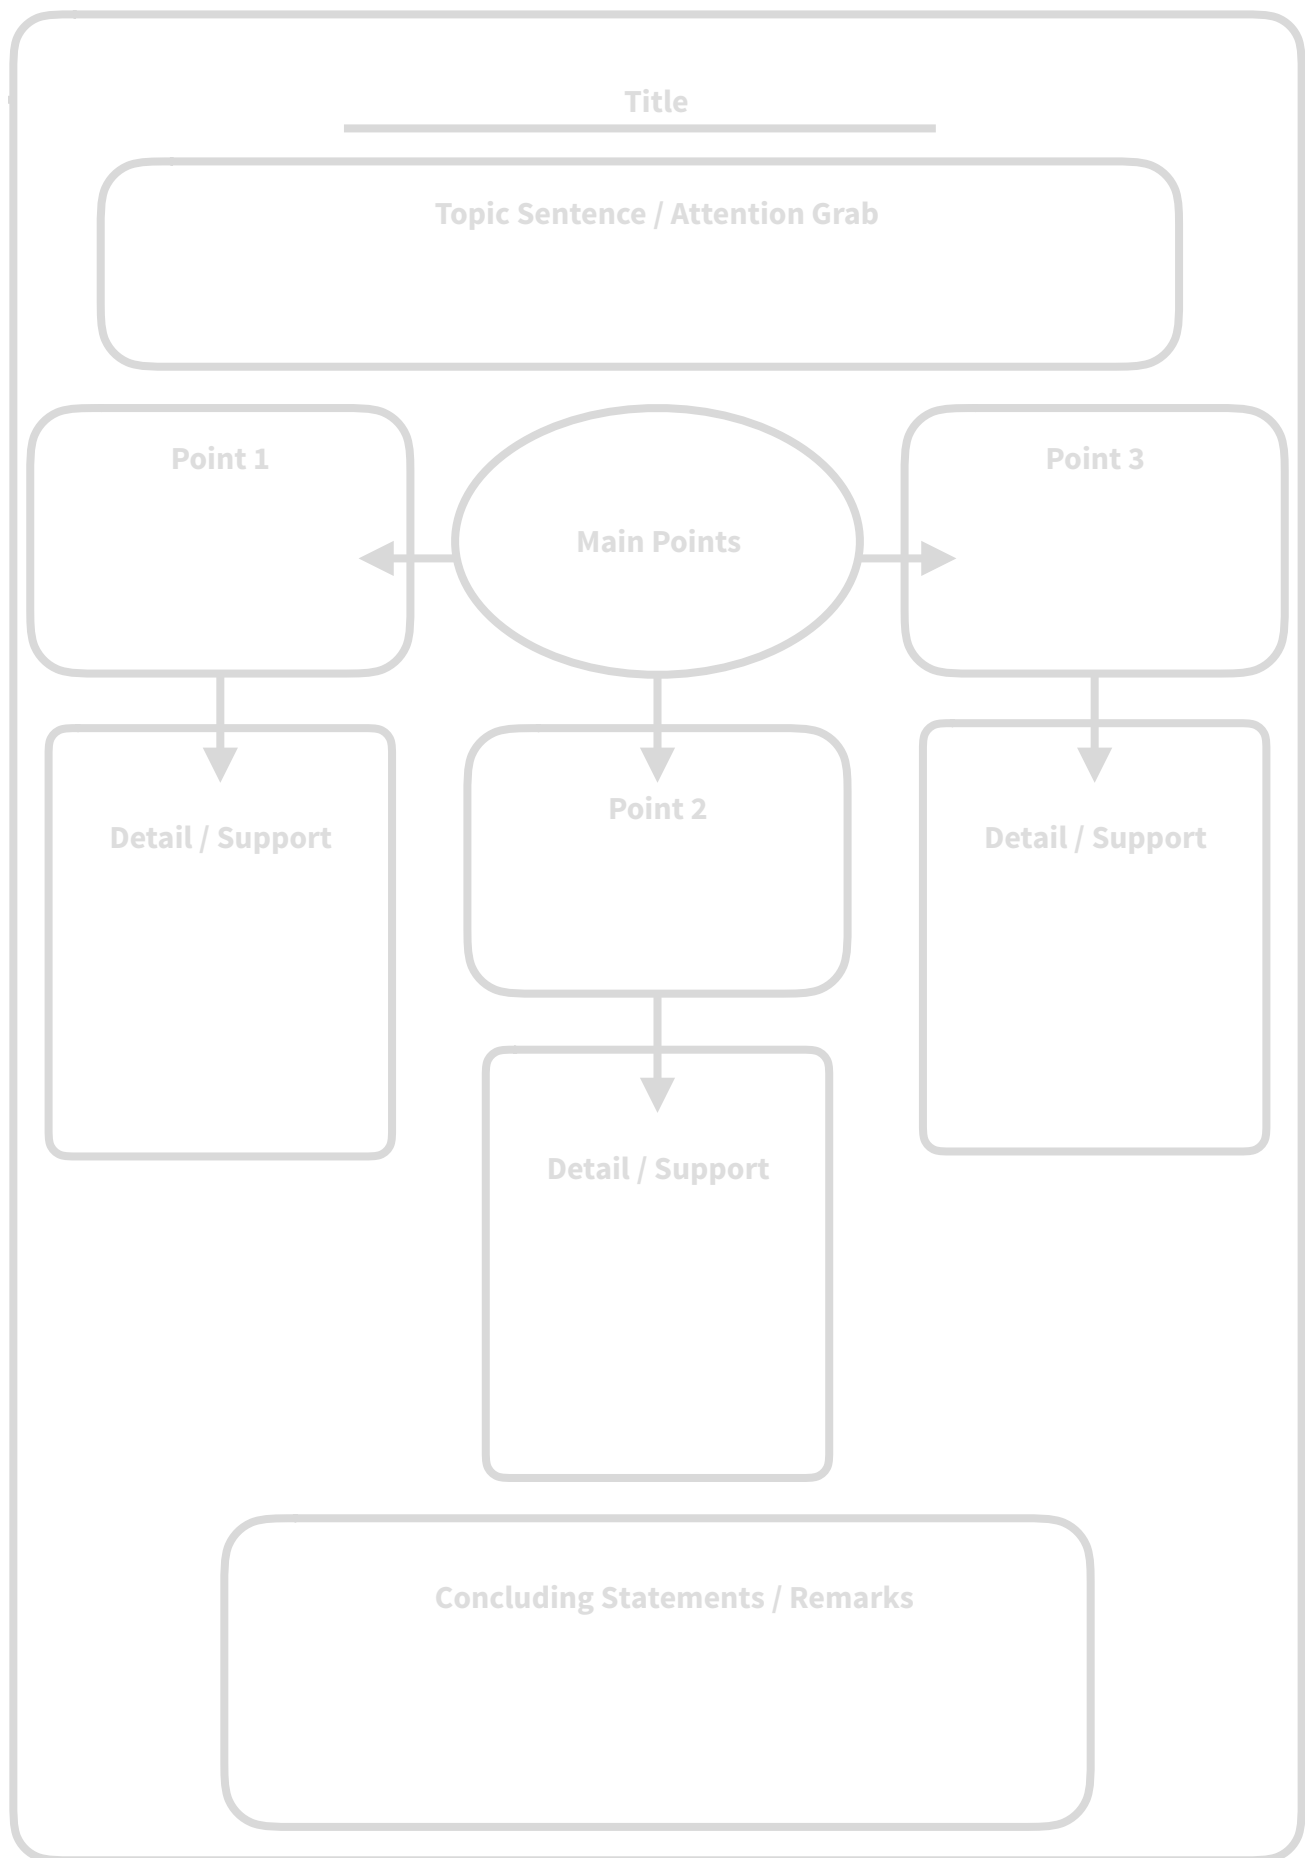 Title
Topic Sentence / Attention Grab
Point 1
Main Points
Point 3
Detail / Support
Point 2
Detail / Support
Detail / Support
Concluding Statements / Remarks